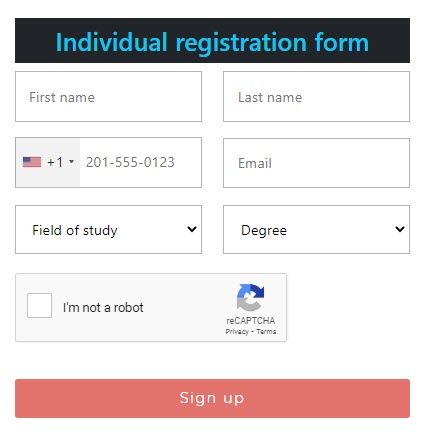 Individual registration form
First name
Last name
+1
201-555-0123
Email
Field of study
Degree
I'm not a robot
reCAPTCHA
Privacy - Terms
Sign up